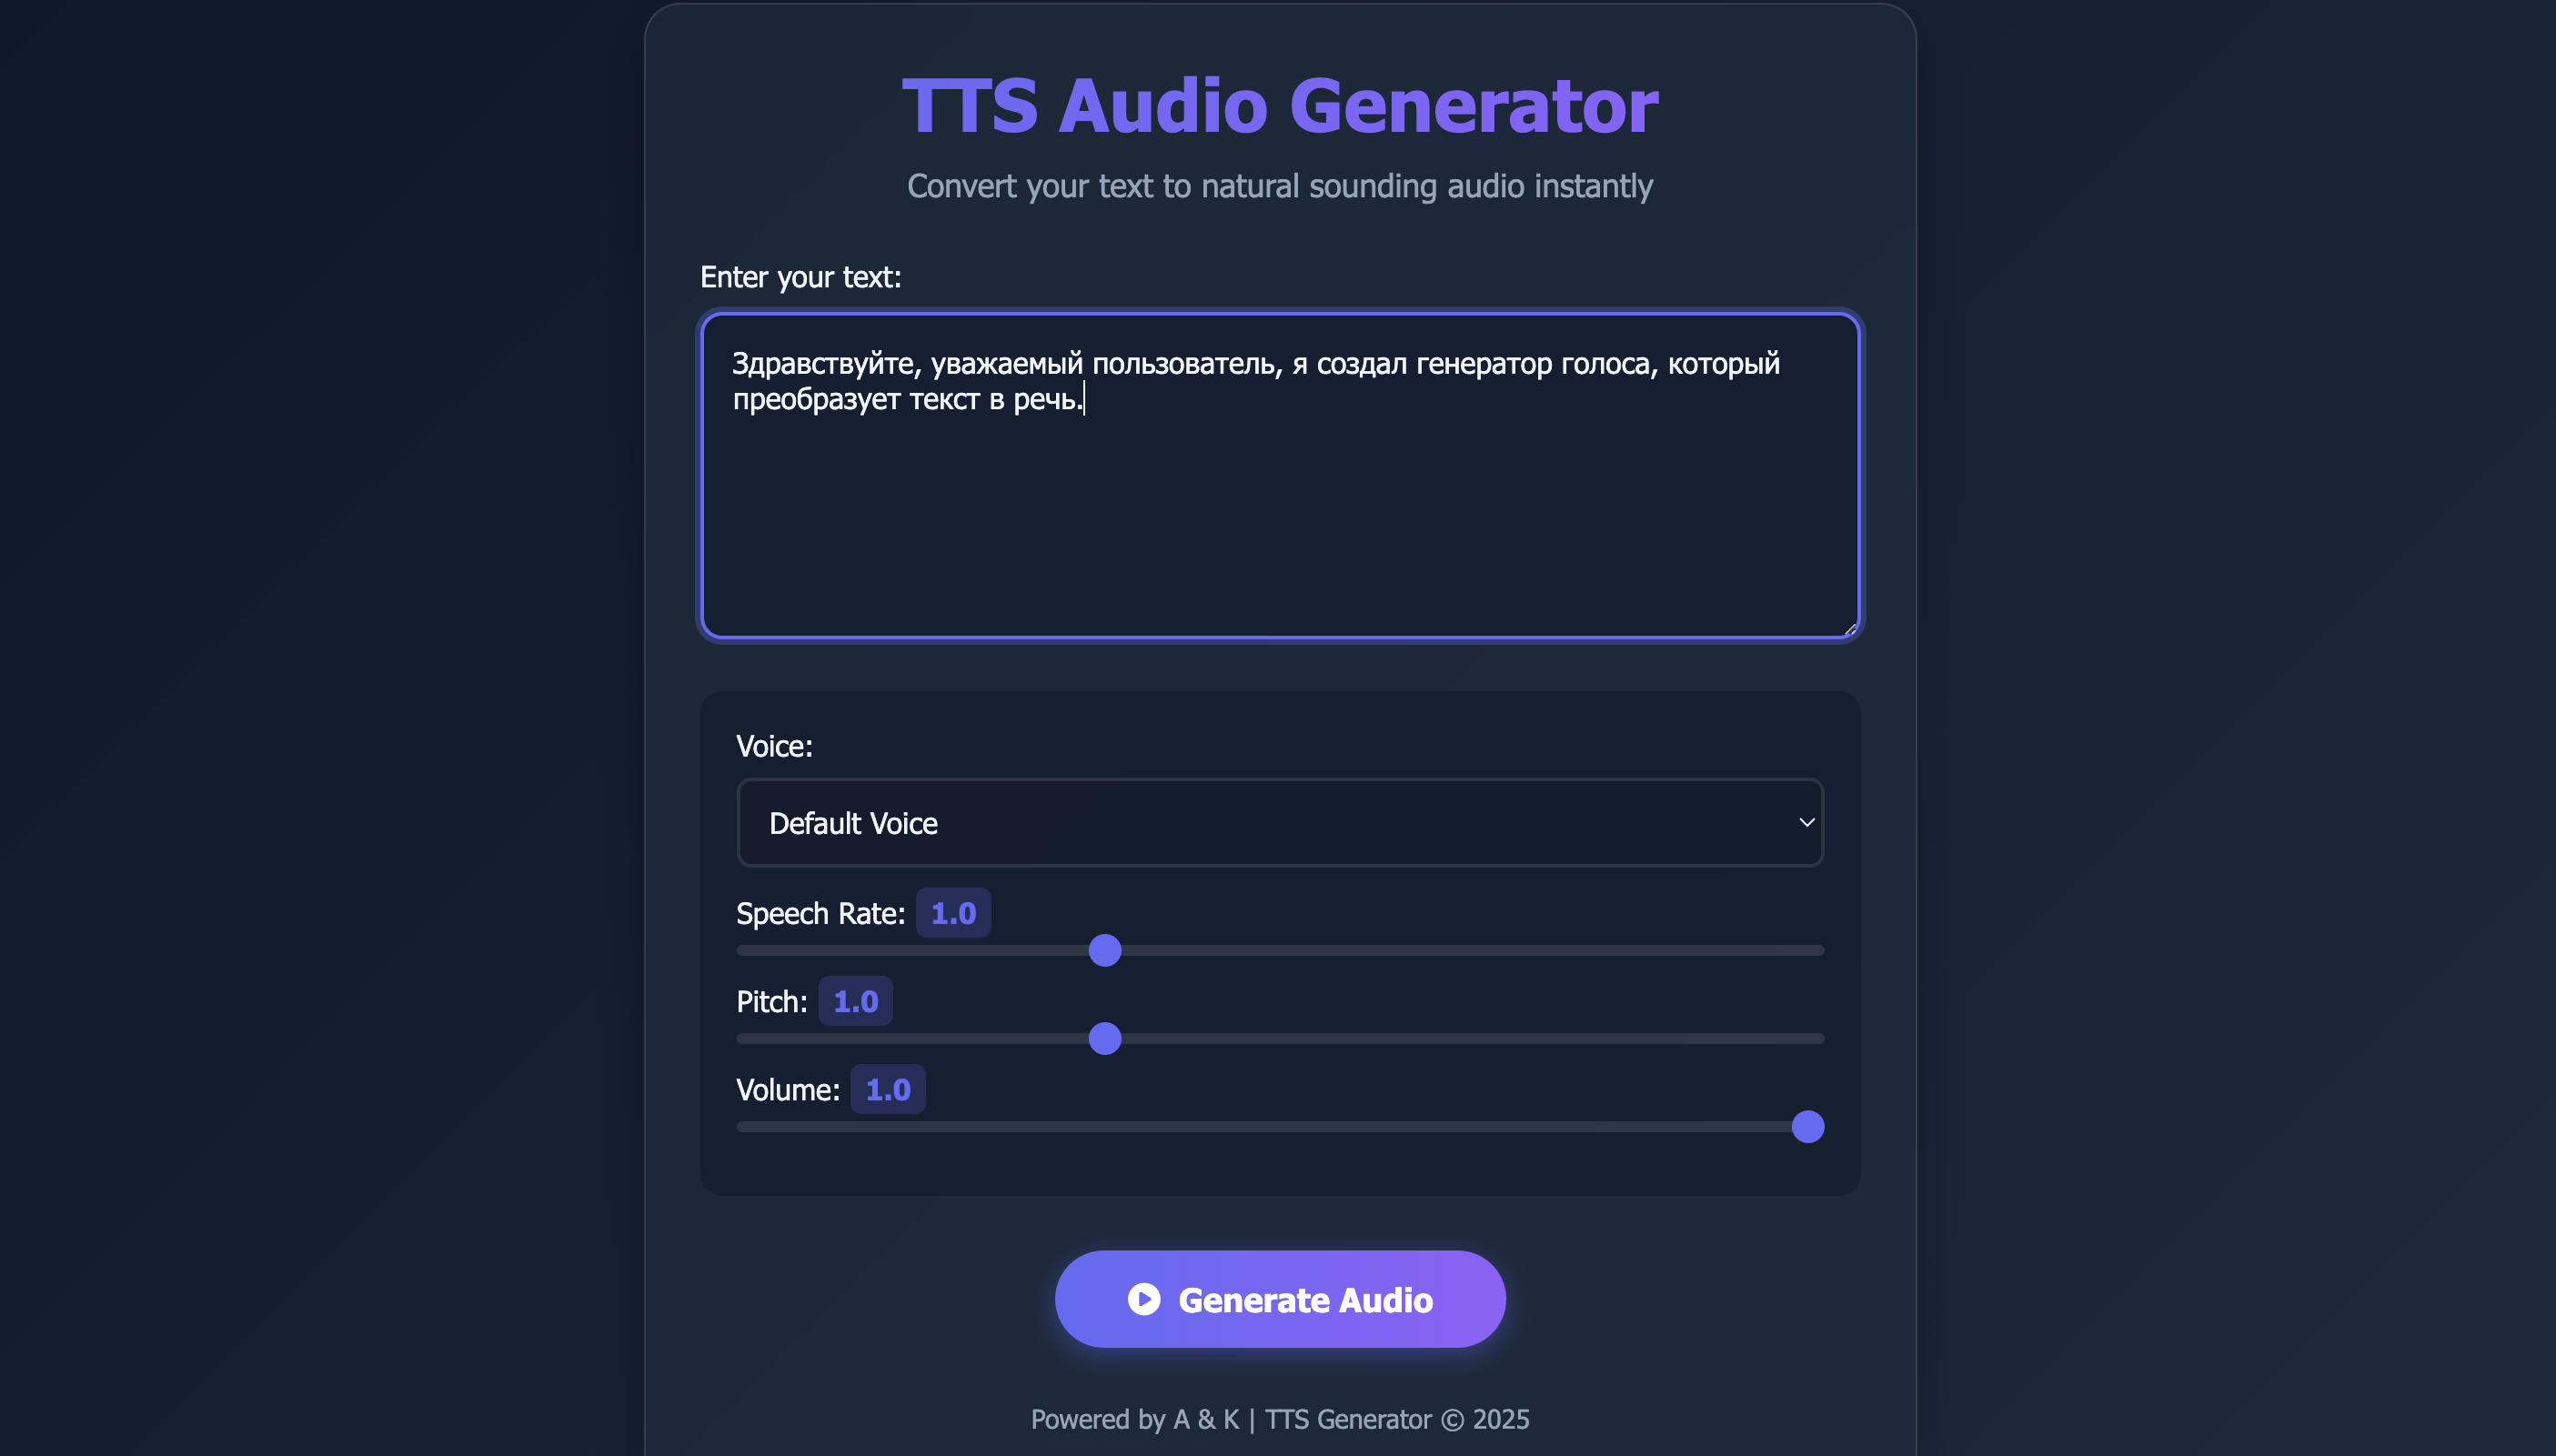 TTS Audio Generator
Convert your text to natural sounding audio instantly
Enter your text:
Здравствуйте, уважаемый пользователь, я создал генератор голоса, который
преобразует текст в речь.
Voice:
Default Voice
Speech Rate: 1.0
Pitch: 1.0
Volume: 1.0
Generate Audio
Powered by A & K | TTS Generator © 2025